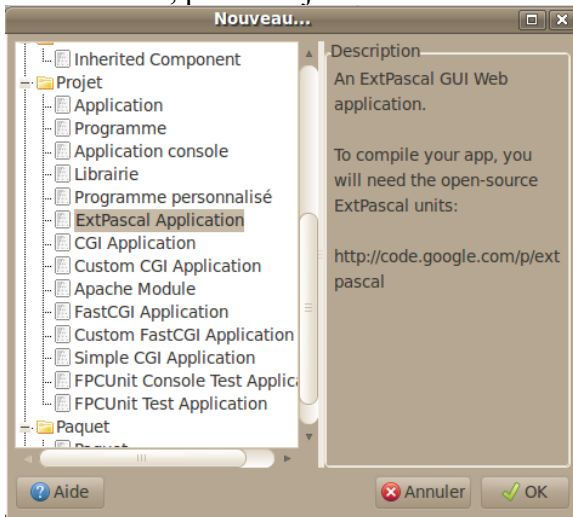 Nouveau...
Inherited Component
Projet
Application
Programme
Application console
Librairie
Programme personnalisé
ExtPascal Application
CGI Application
Custom CGI Application
Apache Module
FastCGI Application
Custom FastCGI Application
Simple CGI Application
FPCUnit Console Test Applic
FPCUnit Test Application
Paquet
Description
An ExtPascal GUI Web
application.
To compile your app, you
will need the open-source
ExtPascal units:
http://code.google.com/p/ext
pascal
Aide
Annuler
OK